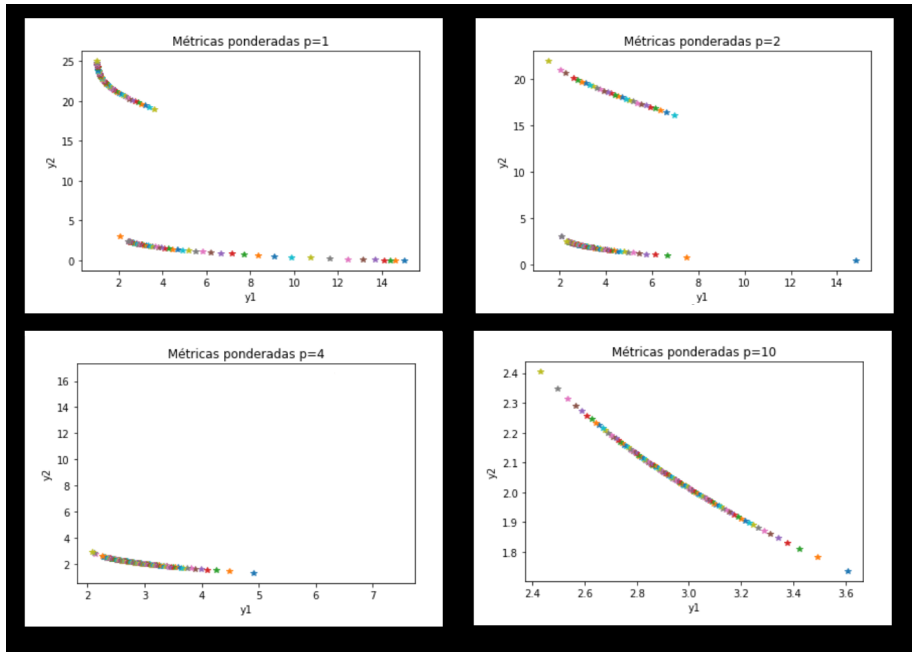 Métricas ponderadas p=1
25
20
15
10
5
0
y2
2 4 6 8 10 12 14
y1
Métricas ponderadas p=2
20
15
10
5
0
y2
2 4 6 8 10 12 14
y1
Métricas ponderadas p=4
16
14
12
10
8
6
4
2
y2
2 3 4 5 6 7
y1
Métricas ponderadas p=10
2.4
2.3
2.2
2.1
2.0
1.9
1.8
y2
2.4 2.6 2.8 3.0 3.2 3.4 3.6
y1